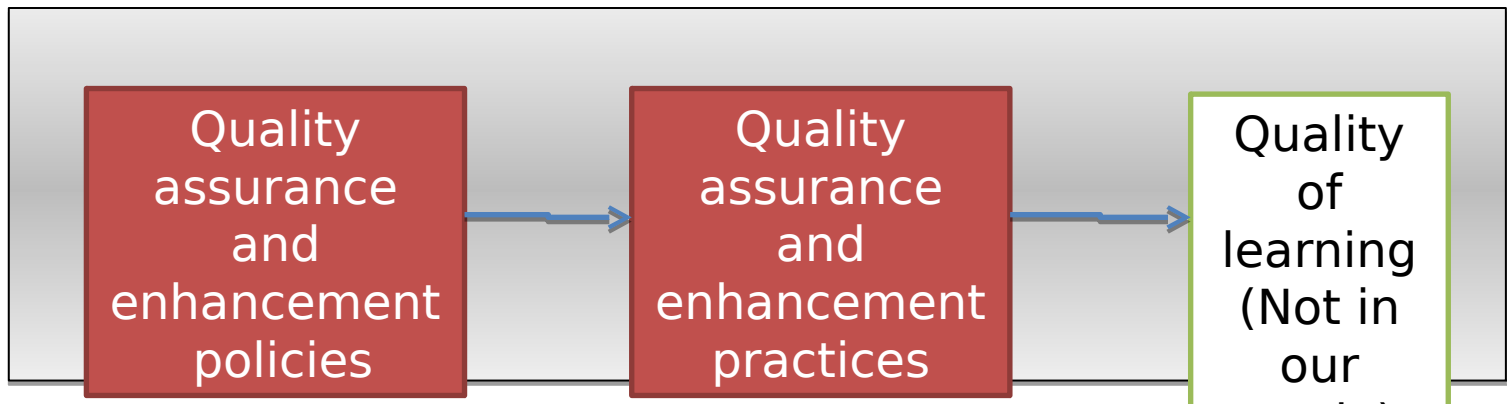 Quality
assurance
and
enhancement
policies
Quality
assurance
and
enhancement
practices
Quality
of
learning
(Not in
our